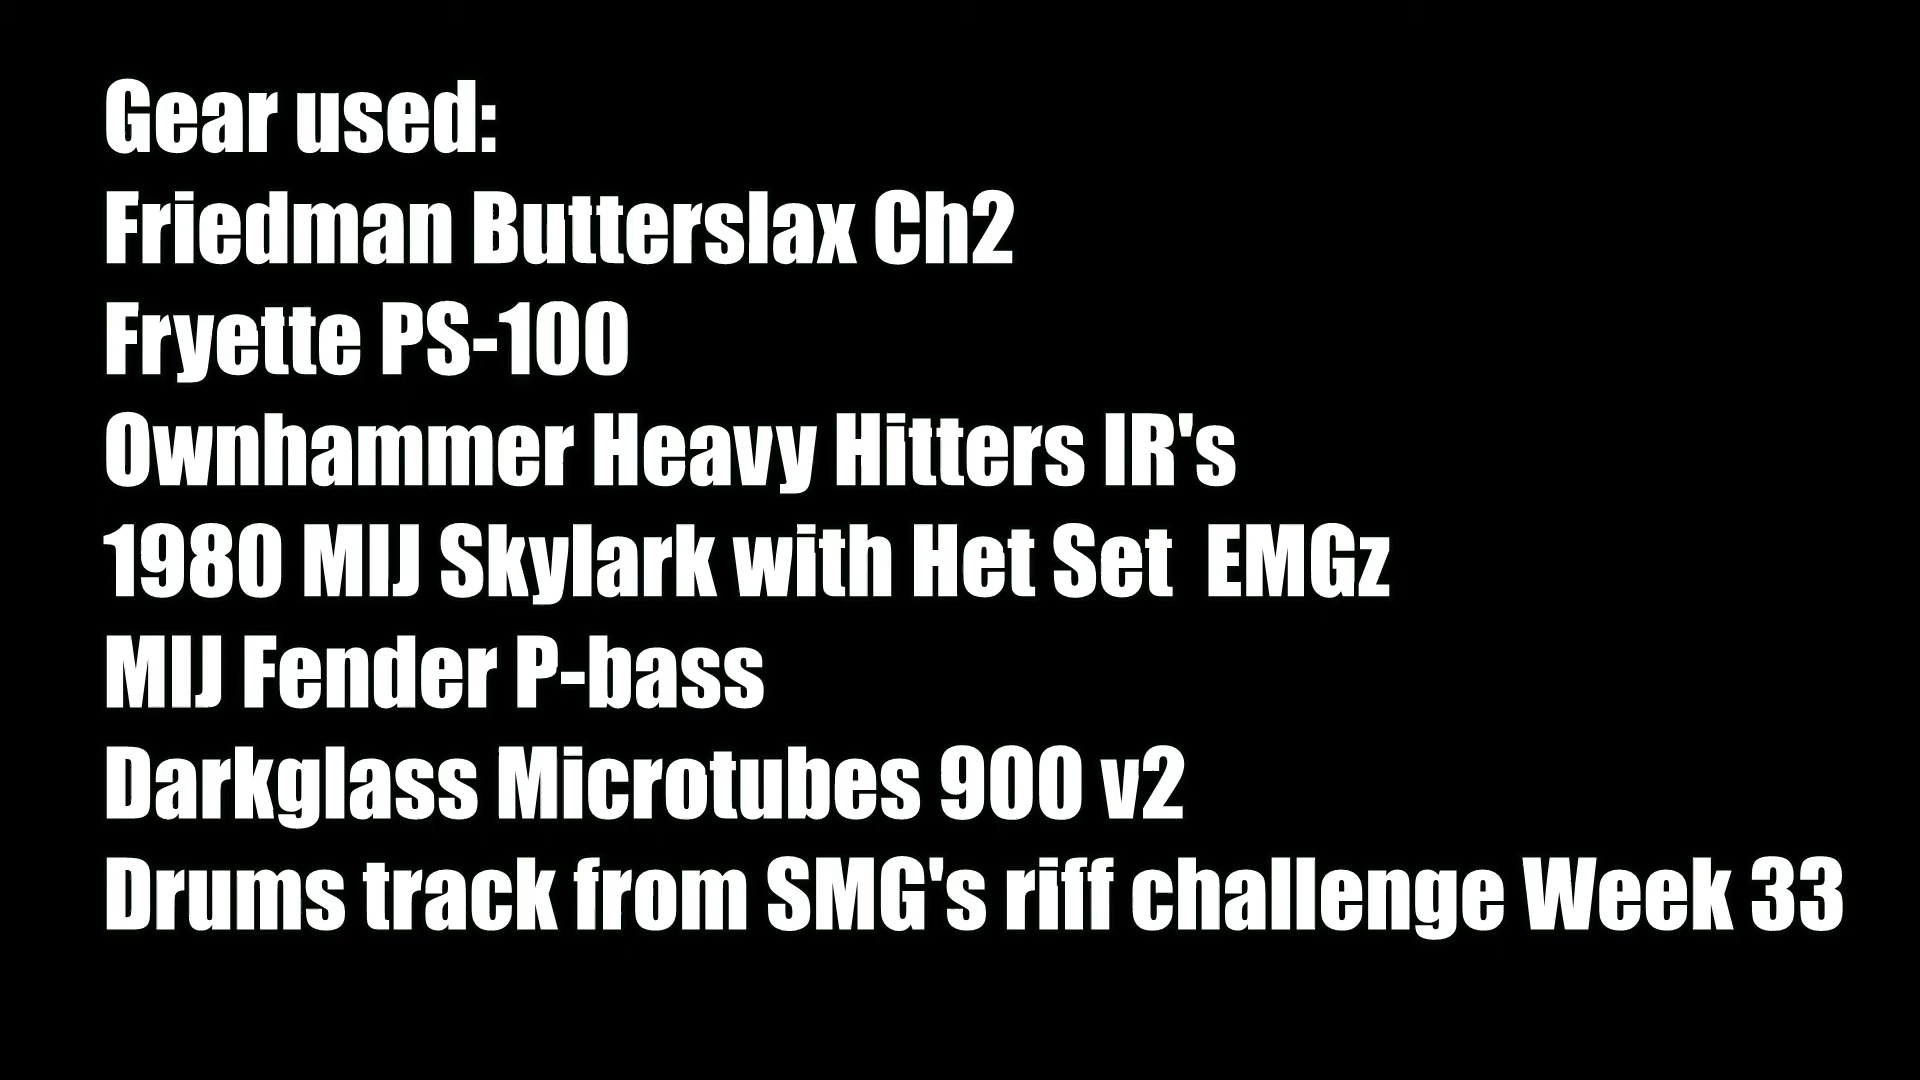 Gear used:
Friedman Butterslax Ch2
Fryette PS-100
Ownhammer Heavy Hitters IR's
1980 MIJ Skylark with Het Set  EMGz
MIJ Fender P-bass
Darkglass Microtubes 900 v2
Drums track from SMG's riff challenge Week 33